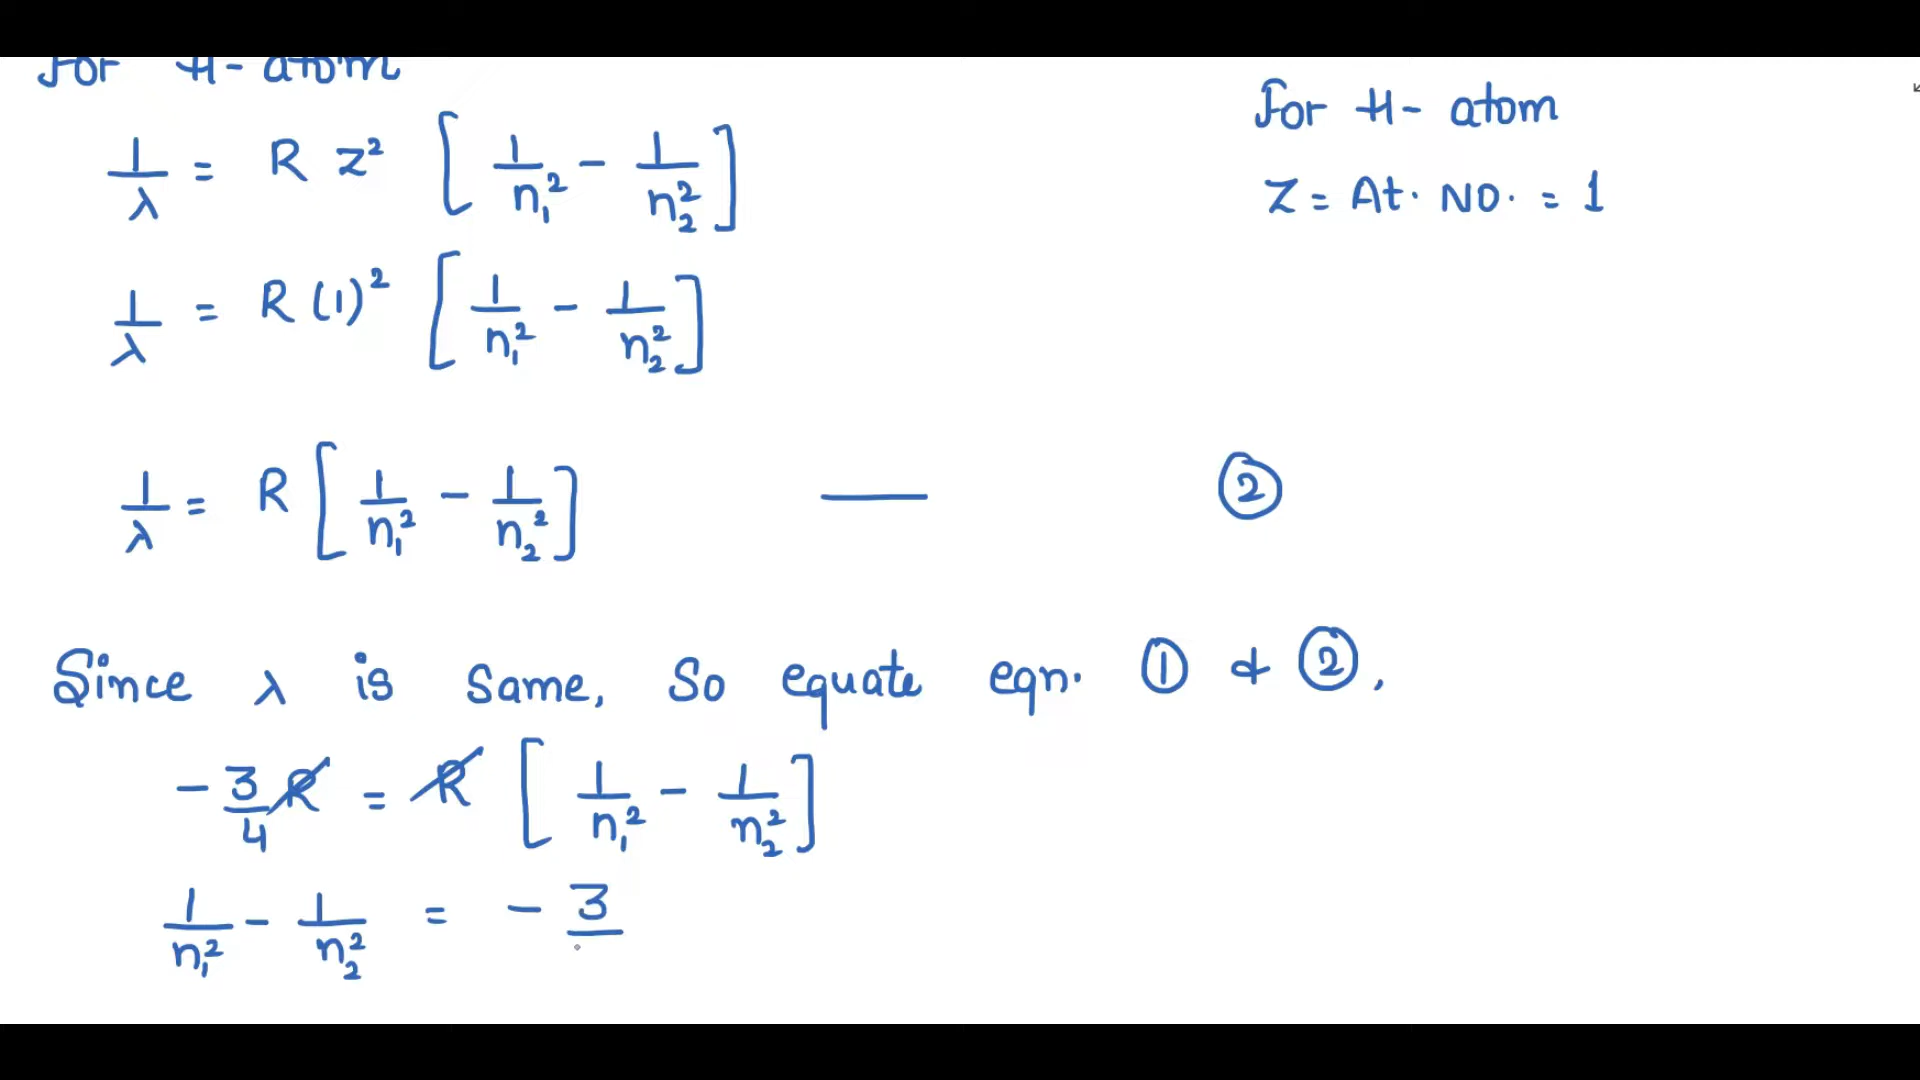 For H- atom
1/λ = R Z² [1/n₁² - 1/n₂²]
For H- atom
Z = At. No. = 1
1/λ = R (1)² [1/n₁² - 1/n₂²]
1/λ = R [1/n₁² - 1/n₂²] — ②
Since λ is same, So equate eqn. ① & ②,
- 3/4 R = R [1/n₁² - 1/n₂²]
1/n₁² - 1/n₂² = - 3/